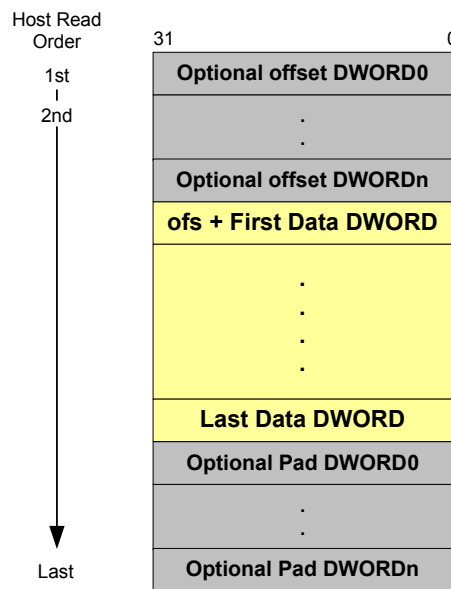 Host Read
Order
31
0
1st
2nd
Optional offset DWORD0
.
.
Optional offset DWORDn
ofs + First Data DWORD
.
.
.
.
Last Data DWORD
Optional Pad DWORD0
.
.
Last
Optional Pad DWORDn